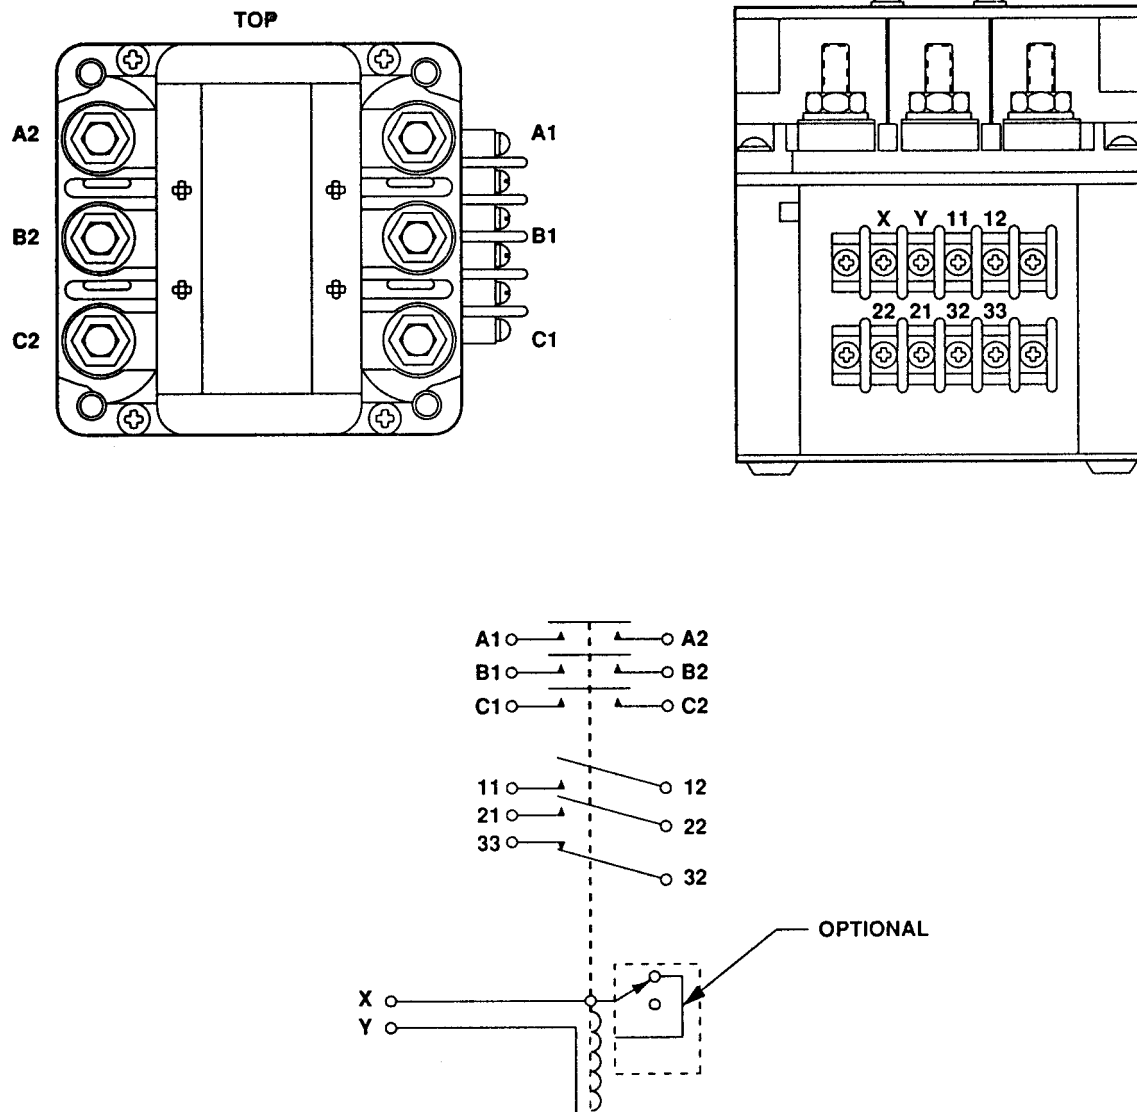 TOP
A2 A1
B2 B1
C2 C1
X Y 11 12
22 21 32 33
A1 A2
B1 B2
C1 C2
11 12
21 22
33 32
OPTIONAL
X
Y